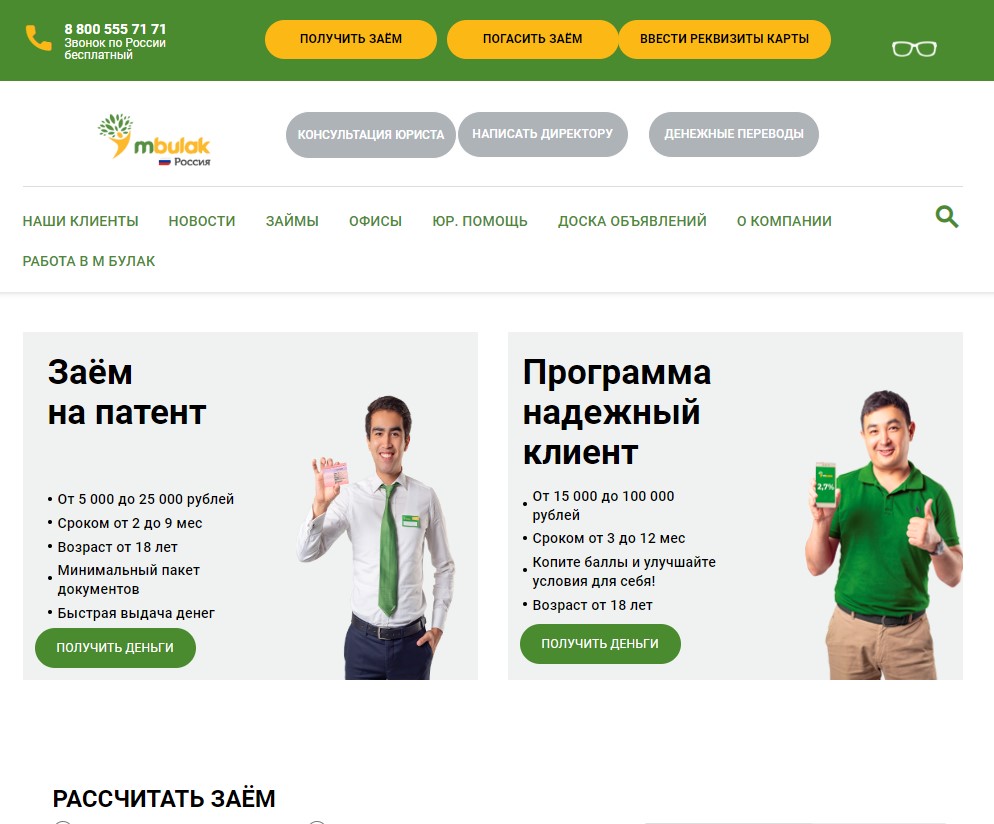 8 800 555 71 71
Звонок по России
бесплатный
ПОЛУЧИТЬ ЗАЁМ
ПОГАСИТЬ ЗАЁМ
ВВЕСТИ РЕКВИЗИТЫ КАРТЫ
mbulak
Россия
КОНСУЛЬТАЦИЯ ЮРИСТА
НАПИСАТЬ ДИРЕКТОРУ
ДЕНЕЖНЫЕ ПЕРЕВОДЫ
НАШИ КЛИЕНТЫ
НОВОСТИ
ЗАЙМЫ
ОФИСЫ
ЮР. ПОМОЩЬ
ДОСКА ОБЪЯВЛЕНИЙ
О КОМПАНИИ
РАБОТА В М БУЛАК
Заём
на патент
• От 5 000 до 25 000 рублей
• Сроком от 2 до 9 мес
• Возраст от 18 лет
• Минимальный пакет
документов
• Быстрая выдача денег
ПОЛУЧИТЬ ДЕНЬГИ
Программа
надежный
клиент
• От 15 000 до 100 000
рублей
• Сроком от 3 до 12 мес
• Копите баллы и улучшайте
условия для себя!
• Возраст от 18 лет
ПОЛУЧИТЬ ДЕНЬГИ
2,7%
РАССЧИТАТЬ ЗАЁМ